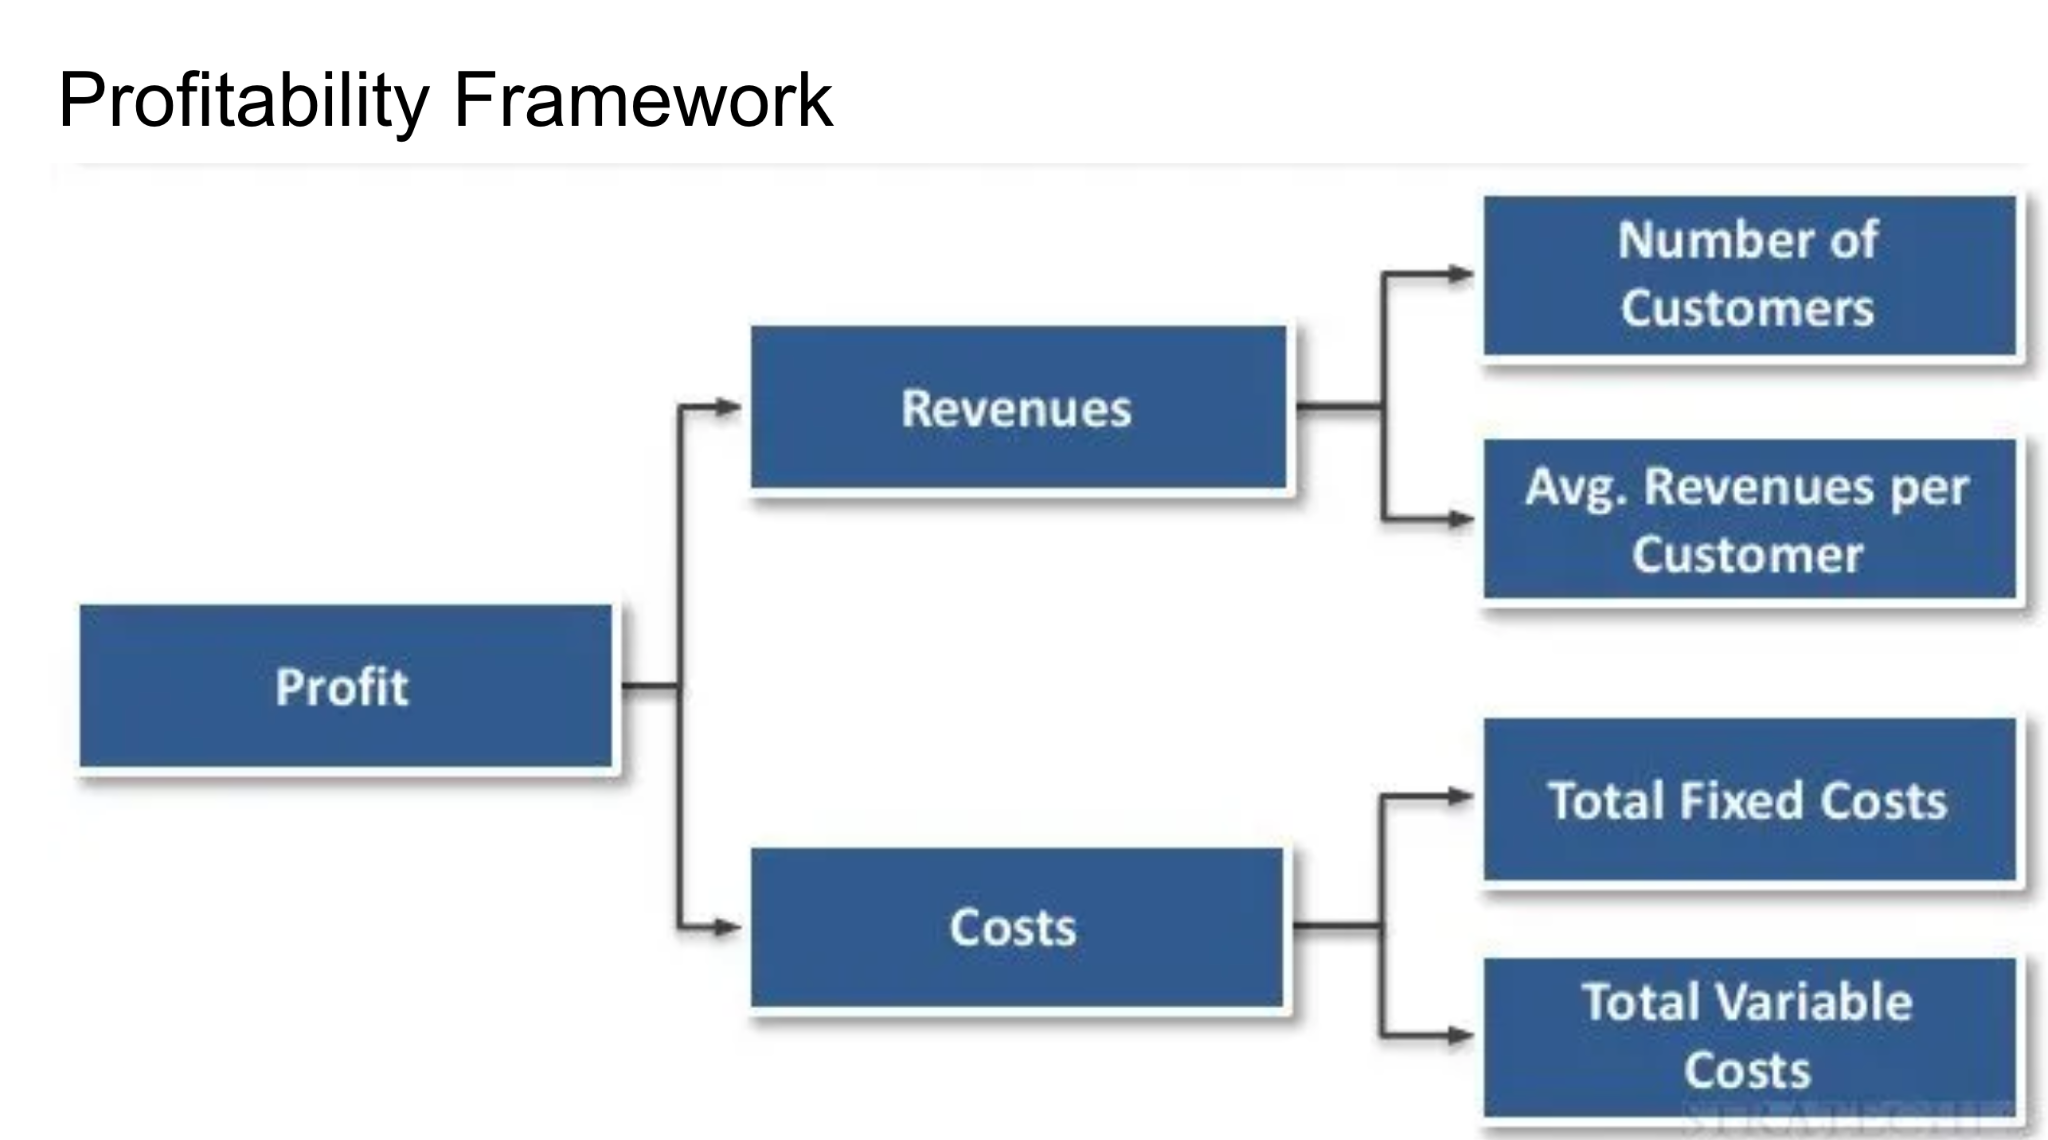 Profitability Framework
Number of
Customers
Revenues
Avg. Revenues per
Customer
Profit
Total Fixed Costs
Costs
Total Variable
Costs